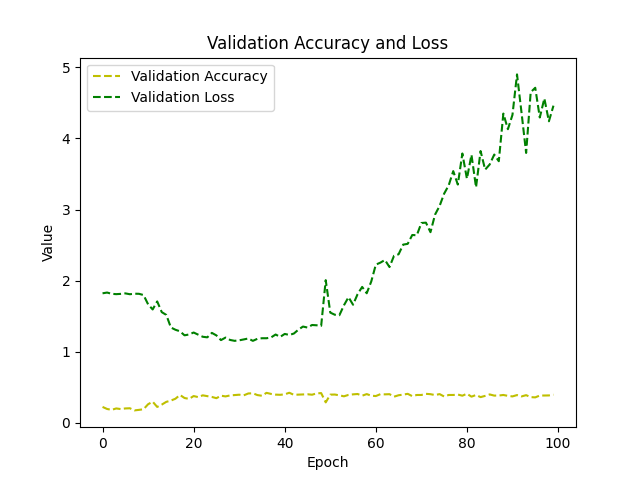 Validation Accuracy and Loss
Validation Accuracy
Validation Loss
5
4
3
2
1
0
Value
0 20 40 60 80 100
Epoch